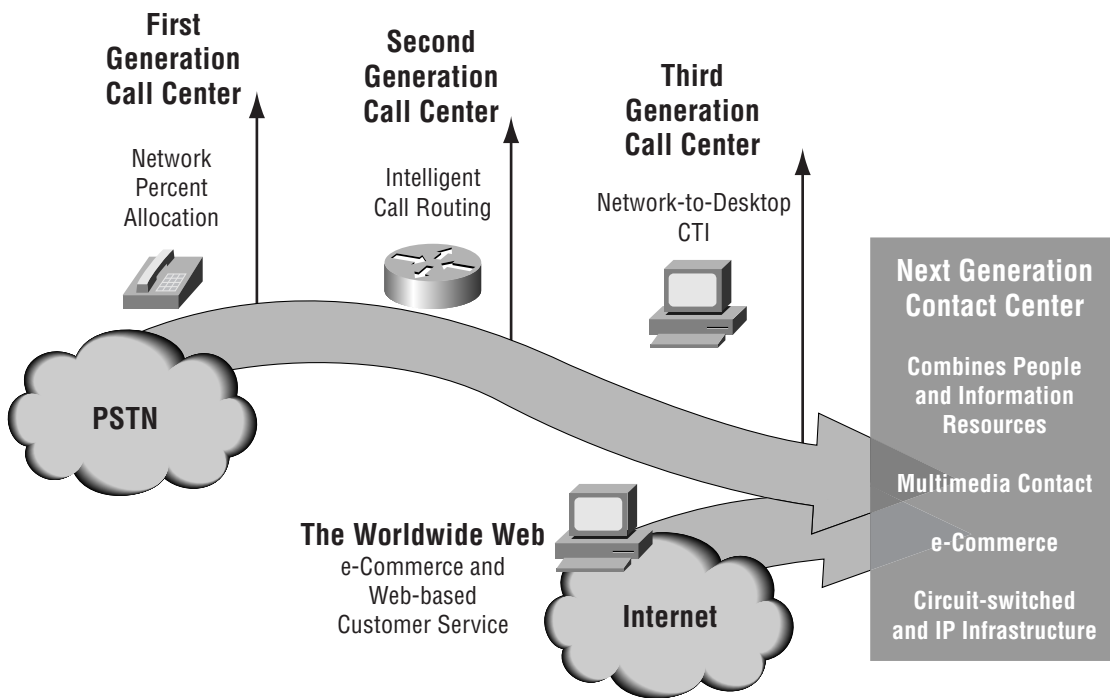 First
Generation
Call Center
Network
Percent
Allocation
Second
Generation
Call Center
Intelligent
Call Routing
Third
Generation
Call Center
Network-to-Desktop
CTI
PSTN
The Worldwide Web
e-Commerce and
Web-based
Customer Service
Internet
Next Generation
Contact Center
Combines People
and Information
Resources
Multimedia Contact
e-Commerce
Circuit-switched
and IP Infrastructure